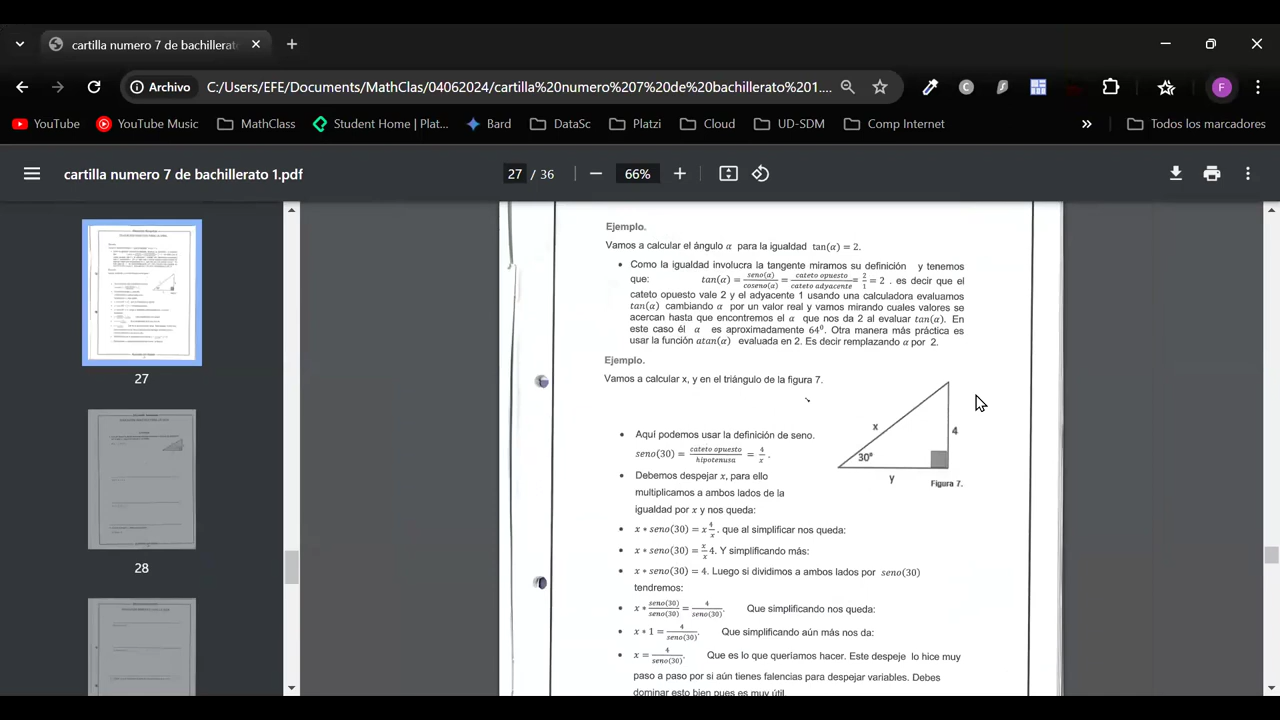 cartilla numero 7 de bachillerato
Archivo
C:/Users/EFE/Documents/MathClas/04062024/cartilla%20numero%207%20de%20bachillerato%201....
F
YouTube
YouTube Music
MathClass
Student Home | Plat...
Bard
DataSc
Platzi
Cloud
UD-SDM
Comp Internet
»
Todos los marcadores
cartilla numero 7 de bachillerato 1.pdf
27 / 36
66%
27
28
Ejemplo.
Vamos a calcular el ángulo α para la igualdad tan(α) = 2.
• Como la igualdad involucra la tangente miramos su definición y tenemos
que: tan(α) = seno(α)/coseno(α) = cateto opuesto/cateto adyacente = 2/1 = 2 . es decir que el
cateto opuesto vale 2 y el adyacente 1 usando una calculadora evaluamos
tan(α) cambiando α por un valor real y vamos mirando cuales valores se
acercan hasta que encontremos el α que nos da 2 al evaluar tan(α). En
este caso él α es aproximadamente 64⁰. Otra manera más práctica es
usar la función atan(α) evaluada en 2. Es decir remplazando α por 2.
Ejemplo.
Vamos a calcular x, y en el triángulo de la figura 7.
• Aquí podemos usar la definición de seno.
seno(30) = cateto opuesto/hipotenusa = 4/x .
• Debemos despejar x, para ello
multiplicamos a ambos lados de la
igualdad por x y nos queda:
x
4
30º
y
Figura 7.
• x * seno(30) = x 4/x . que al simplificar nos queda:
• x * seno(30) = x/x 4. Y simplificando más:
• x * seno(30) = 4. Luego si dividimos a ambos lados por seno(30)
tendremos:
• x * seno(30)/seno(30) = 4/seno(30). Que simplificando nos queda:
• x * 1 = 4/seno(30). Que simplificando aún más nos da:
• x = 4/seno(30). Que es lo que queríamos hacer. Este despeje lo hice muy
paso a paso por si aún tienes falencias para despejar variables. Debes
dominar esto bien pues es muy útil